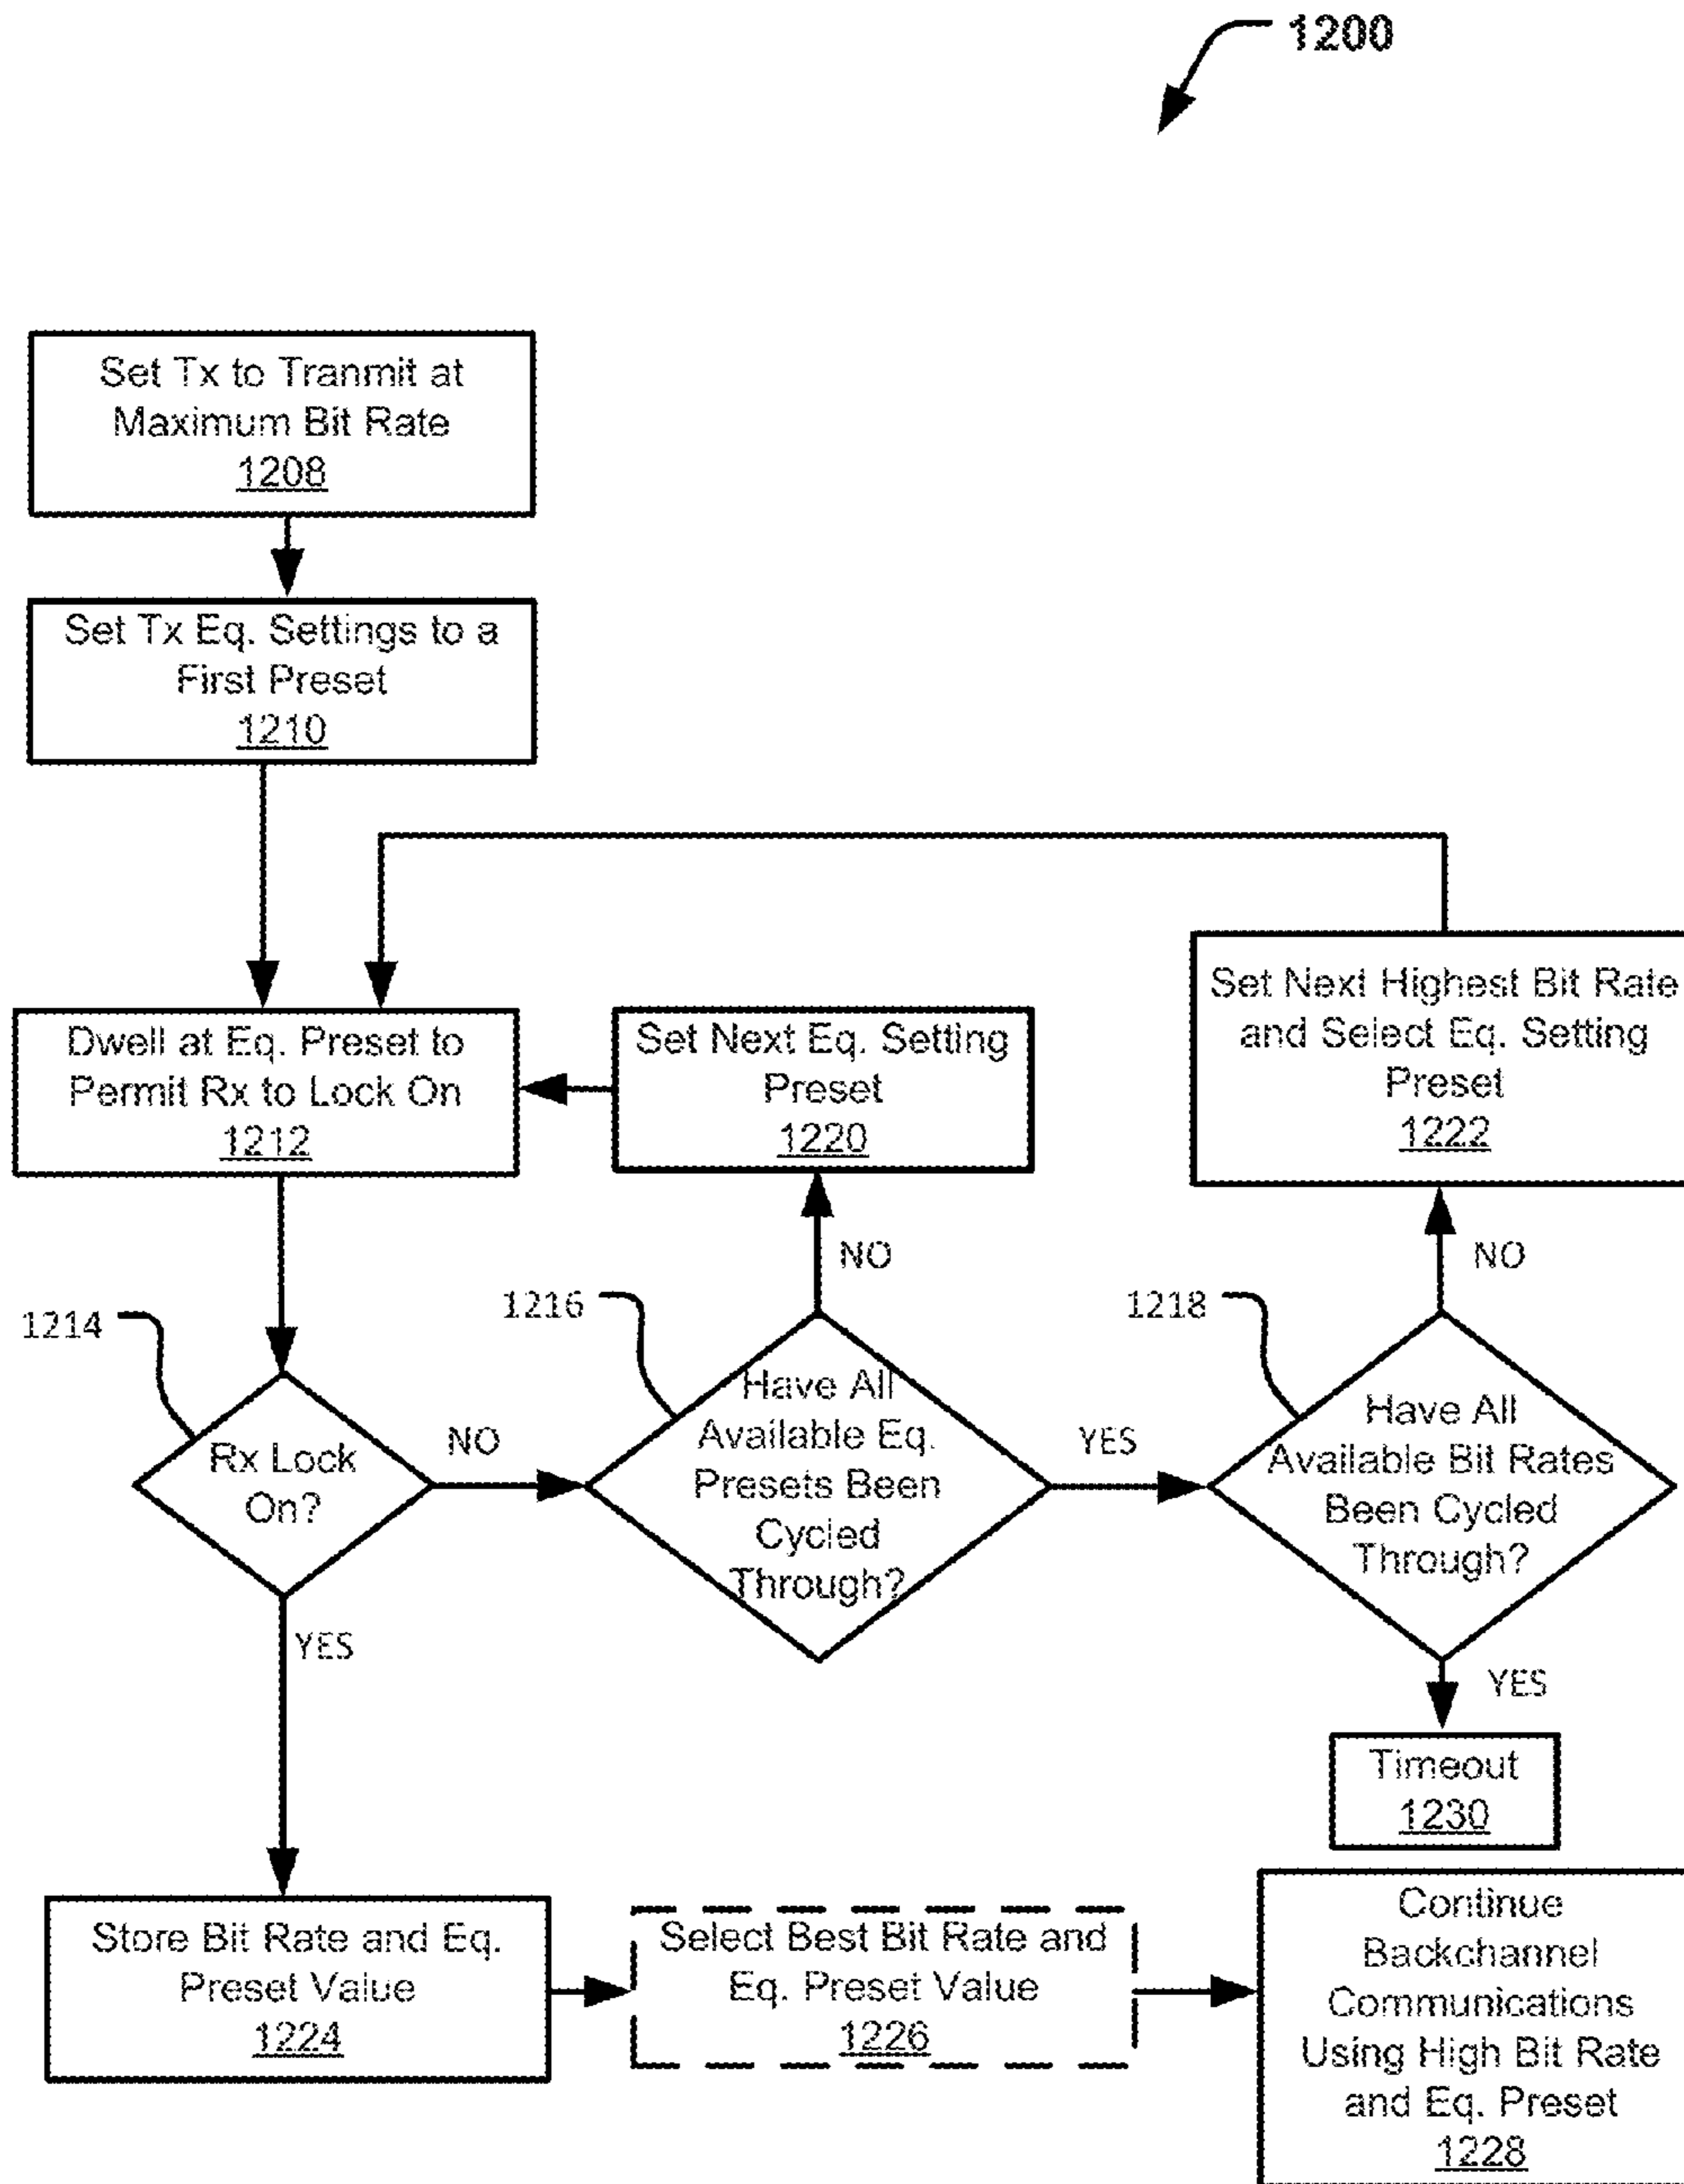 1200
Set Tx to Tranmit at
Maximum Bit Rate
1208
Set Tx Eq. Settings to a
First Preset
1210
Dwell at Eq. Preset to
Permit Rx to Lock On
1212
Set Next Eq. Setting
Preset
1220
Set Next Highest Bit Rate
and Select Eq. Setting
Preset
1222
NO
NO
1214
1216
1218
Rx Lock
On?
NO
Have All
Available Eq.
Presets Been
Cycled
Through?
YES
Have All
Available Bit Rates
Been Cycled
Through?
YES
YES
Timeout
1230
Store Bit Rate and Eq.
Preset Value
1224
Select Best Bit Rate and
Eq. Preset Value
1226
Continue
Backchannel
Communications
Using High Bit Rate
and Eq. Preset
1228